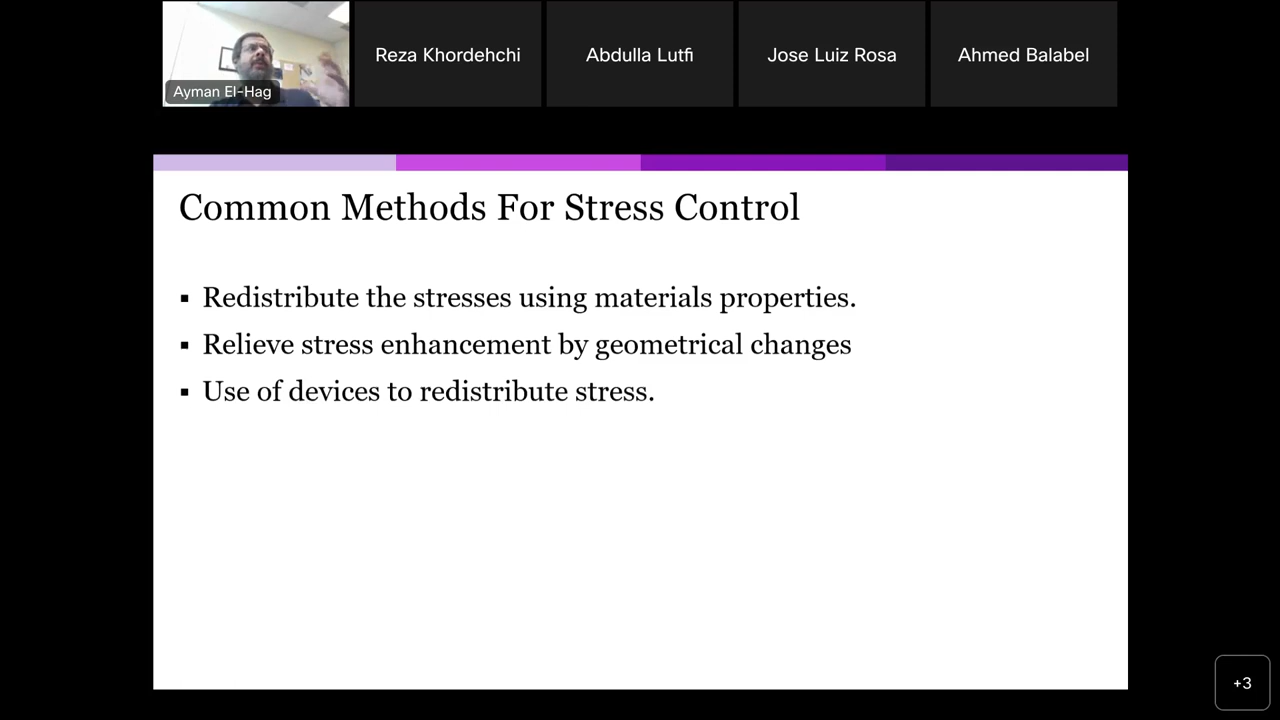 Ayman El-Hag
Reza Khordehchi
Abdulla Lutfi
Jose Luiz Rosa
Ahmed Balabel
Common Methods For Stress Control
▪ Redistribute the stresses using materials properties.
▪ Relieve stress enhancement by geometrical changes
▪ Use of devices to redistribute stress.
+3